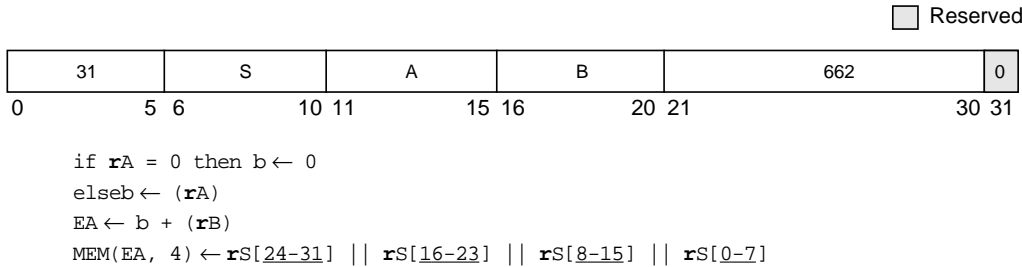 Reserved
31 S A B 662 0
0 5 6 10 11 15 16 20 21 30 31
if rA = 0 then b ← 0
elseb ← (rA)
EA ← b + (rB)
MEM(EA, 4) ← rS[24-31] || rS[16-23] || rS[8-15] || rS[0-7]